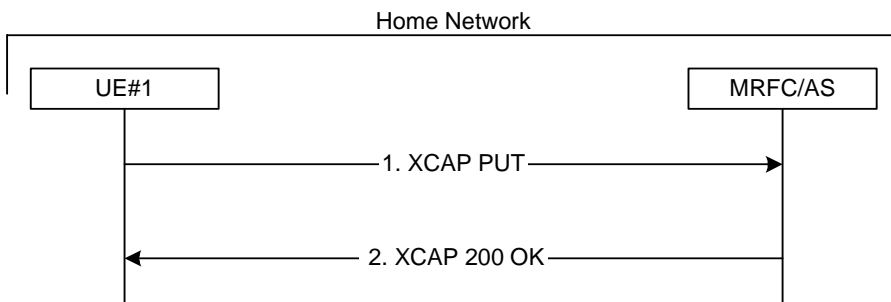 Home Network
UE#1
MRFC/AS
1. XCAP PUT
2. XCAP 200 OK